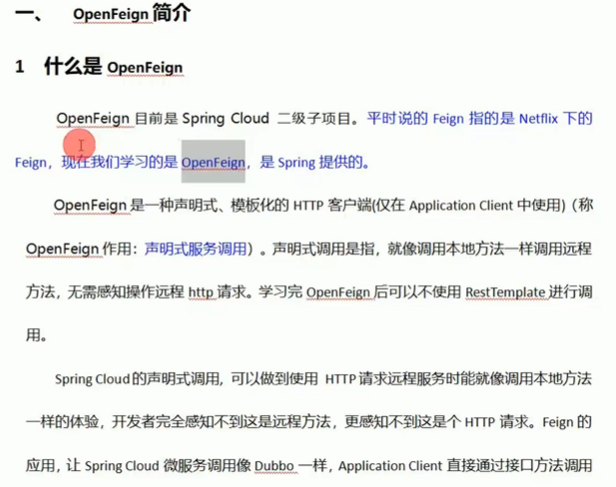 一、 OpenFeign 简介
1 什么是 OpenFeign
OpenFeign 目前是 Spring Cloud 二级子项目。平时说的 Feign 指的是 Netflix 下的
Feign，现在我们学习的是 OpenFeign，是 Spring 提供的。
OpenFeign 是一种声明式、模板化的 HTTP 客户端(仅在 Application Client 中使用)（称
OpenFeign 作用：声明式服务调用）。声明式调用是指，就像调用本地方法一样调用远程
方法，无需感知操作远程 http 请求。学习完 OpenFeign 后可以不使用 RestTemplate 进行调
用。
Spring Cloud 的声明式调用, 可以做到使用 HTTP 请求远程服务时能就像调用本地方法
一样的体验，开发者完全感知不到这是远程方法，更感知不到这是个 HTTP 请求。Feign 的
应用，让 Spring Cloud 微服务调用像 Dubbo 一样，Application Client 直接通过接口方法调用